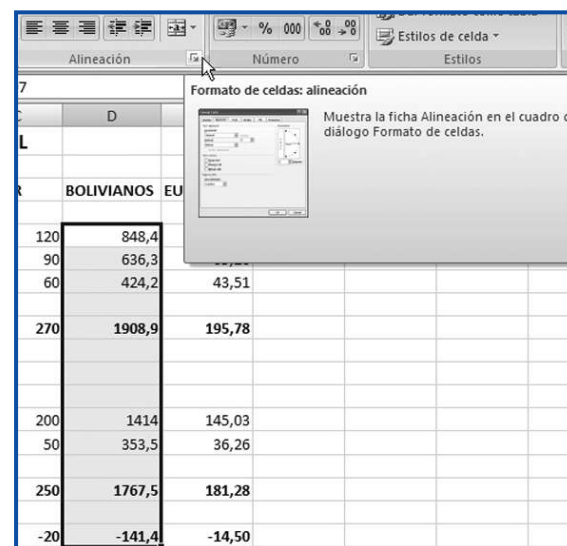 % 000
Estilos de celda
Alineación Número Estilos
7
Formato de celdas: alineación
Muestra la ficha Alineación en el cuadro
diálogo Formato de celdas.
D
L
BOLIVIANOS EU
120 848,4
90 636,3
60 424,2 43,51
270 1908,9 195,78
200 1414 145,03
50 353,5 36,26
250 1767,5 181,28
-20 -141,4 -14,50